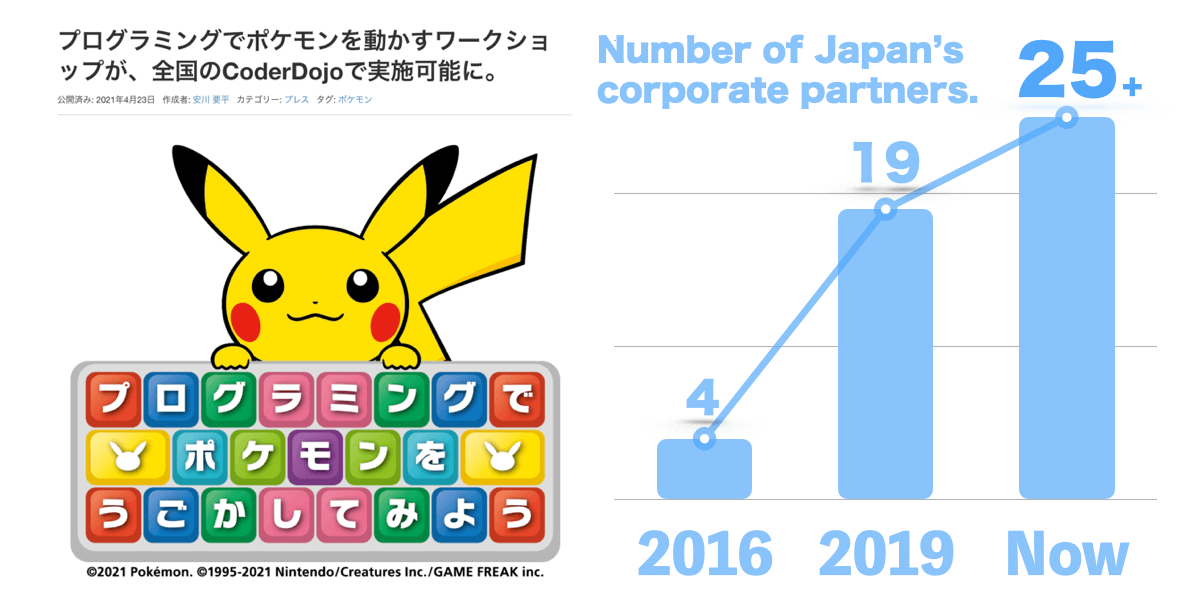 プログラミングでポケモンを動かすワークショ
ップが、全国のCoderDojoで実施可能に。
公開済み: 2021年4月23日 作成者: 安川 要平 カテゴリー: プレス タグ: ポケモン
プログラミングで
ポケモンを
うごかしてみよう
©2021 Pokémon. ©1995-2021 Nintendo/Creatures Inc./GAME FREAK inc.
Number of Japan’s
corporate partners.
4
19
25+
2016 2019 Now